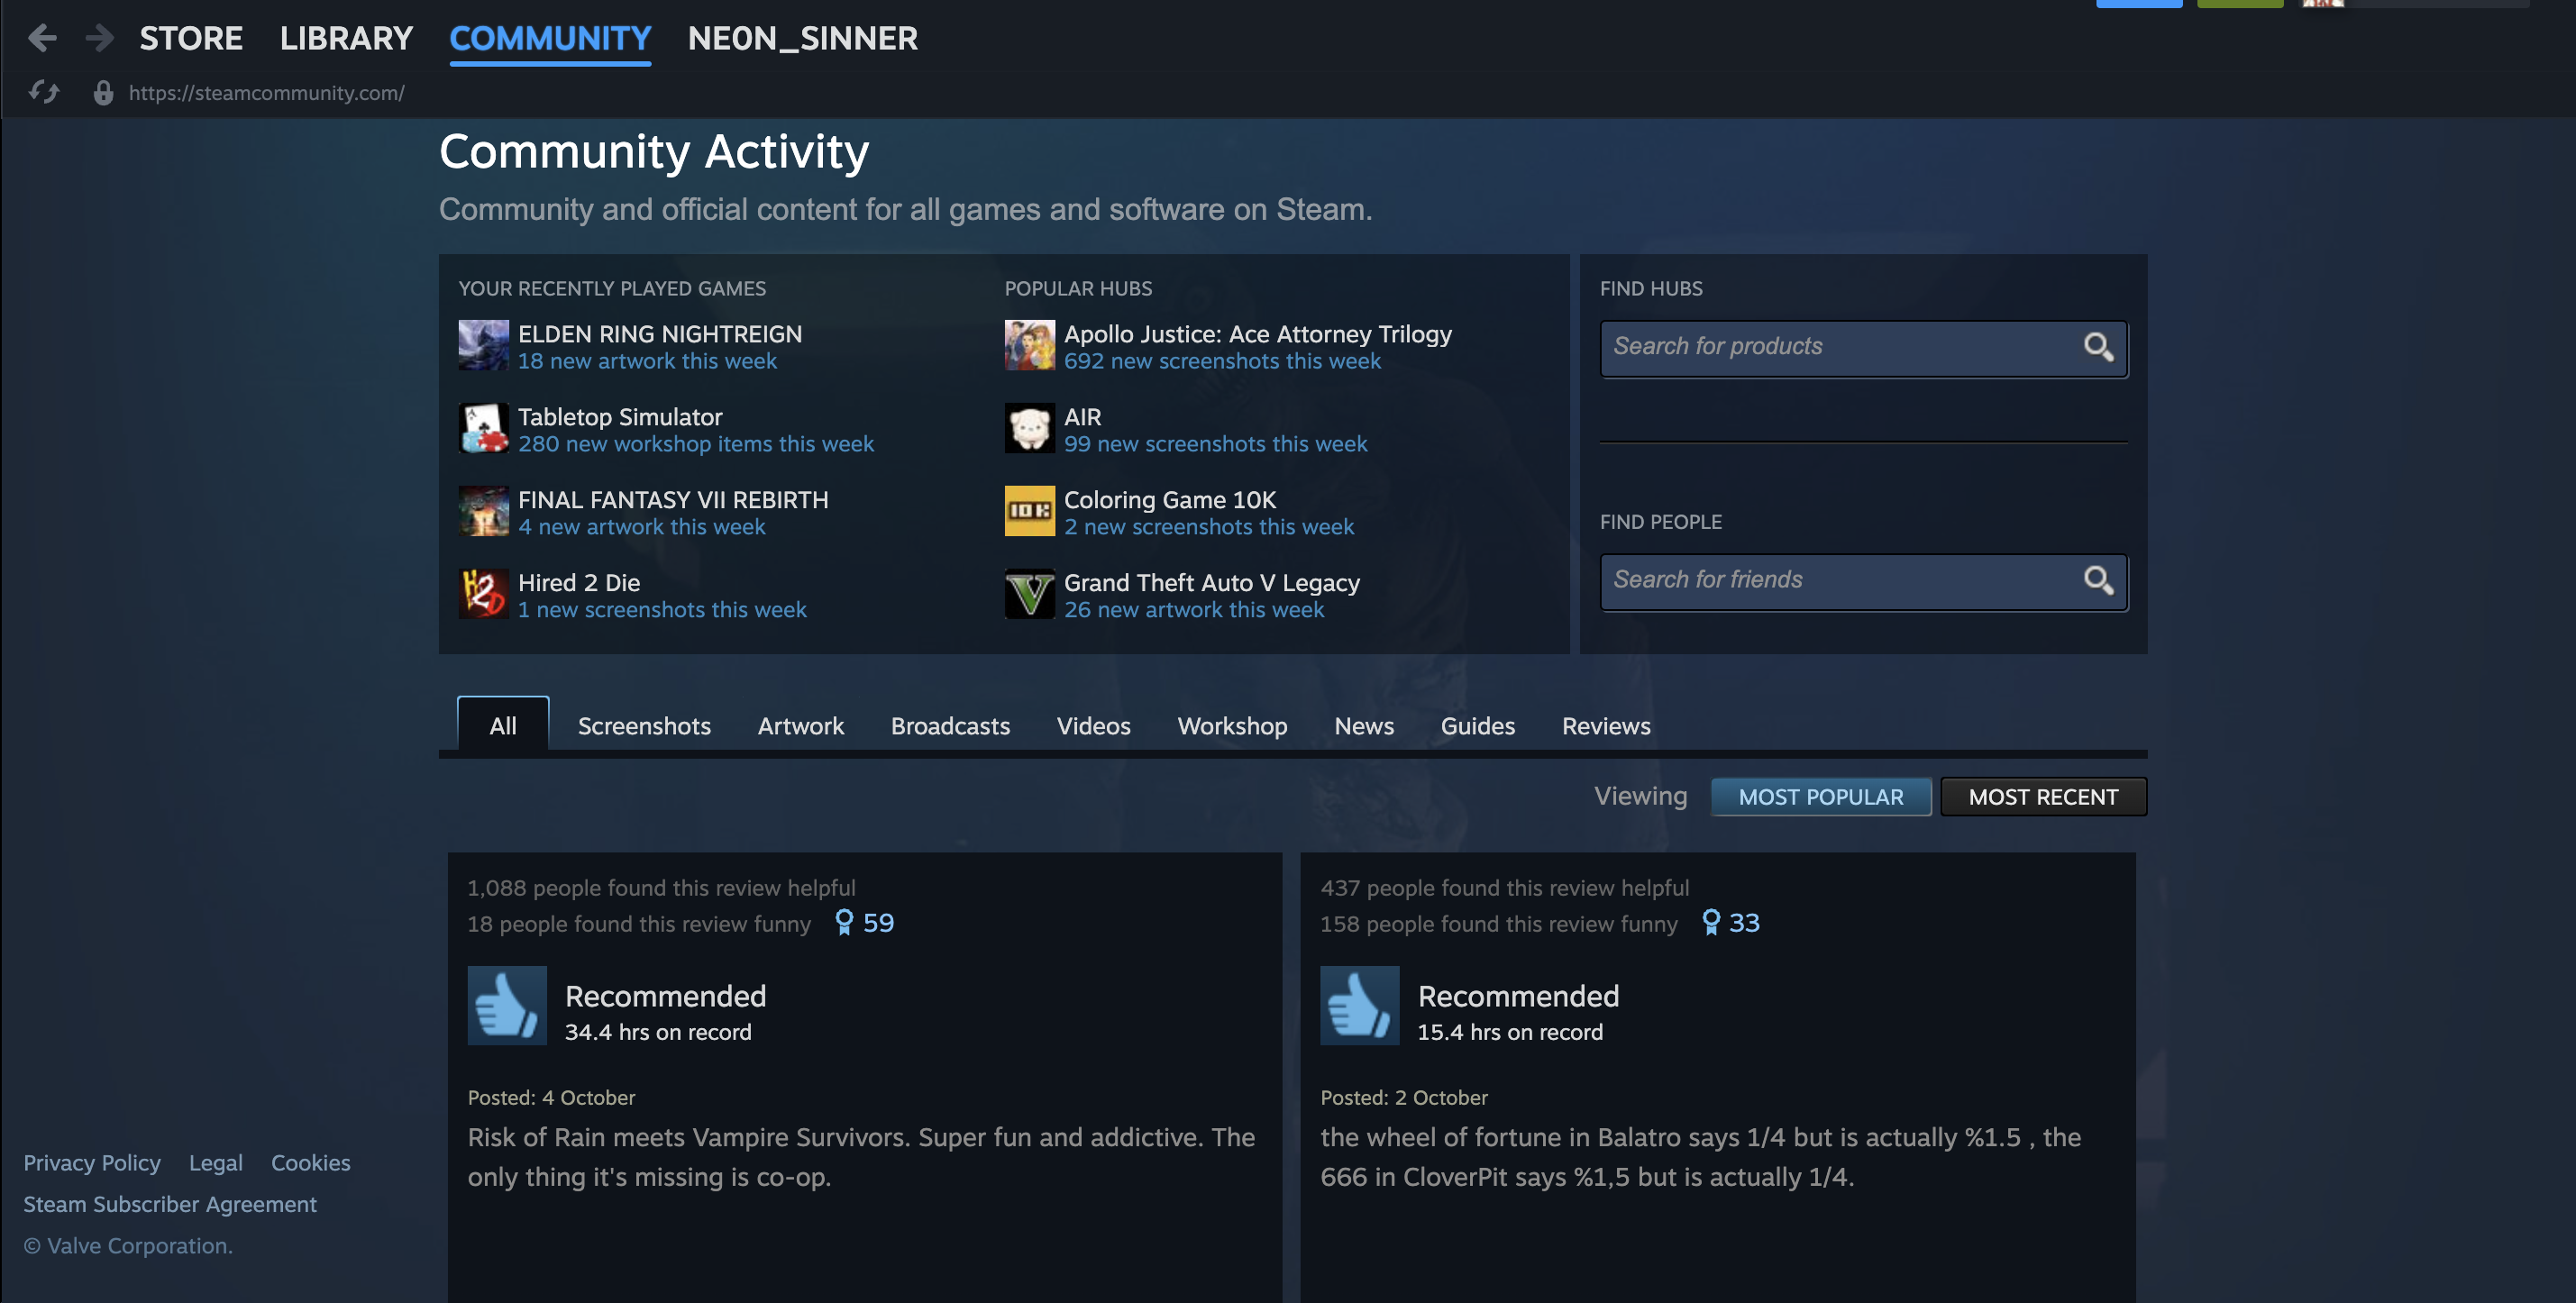 STORE LIBRARY COMMUNITY NE0N_SINNER
https://steamcommunity.com/
Community Activity
Community and official content for all games and software on Steam.
YOUR RECENTLY PLAYED GAMES
ELDEN RING NIGHTREIGN
18 new artwork this week
Tabletop Simulator
280 new workshop items this week
FINAL FANTASY VII REBIRTH
4 new artwork this week
H2D
Hired 2 Die
1 new screenshots this week
POPULAR HUBS
Apollo Justice: Ace Attorney Trilogy
692 new screenshots this week
AIR
99 new screenshots this week
10K
Coloring Game 10K
2 new screenshots this week
V
Grand Theft Auto V Legacy
26 new artwork this week
FIND HUBS
Search for products
FIND PEOPLE
Search for friends
All Screenshots Artwork Broadcasts Videos Workshop News Guides Reviews
Viewing MOST POPULAR MOST RECENT
1,088 people found this review helpful
18 people found this review funny 59
Recommended
34.4 hrs on record
Posted: 4 October
Risk of Rain meets Vampire Survivors. Super fun and addictive. The
only thing it's missing is co-op.
437 people found this review helpful
158 people found this review funny 33
Recommended
15.4 hrs on record
Posted: 2 October
the wheel of fortune in Balatro says 1/4 but is actually %1.5 , the
666 in CloverPit says %1,5 but is actually 1/4.
Privacy Policy Legal Cookies
Steam Subscriber Agreement
© Valve Corporation.